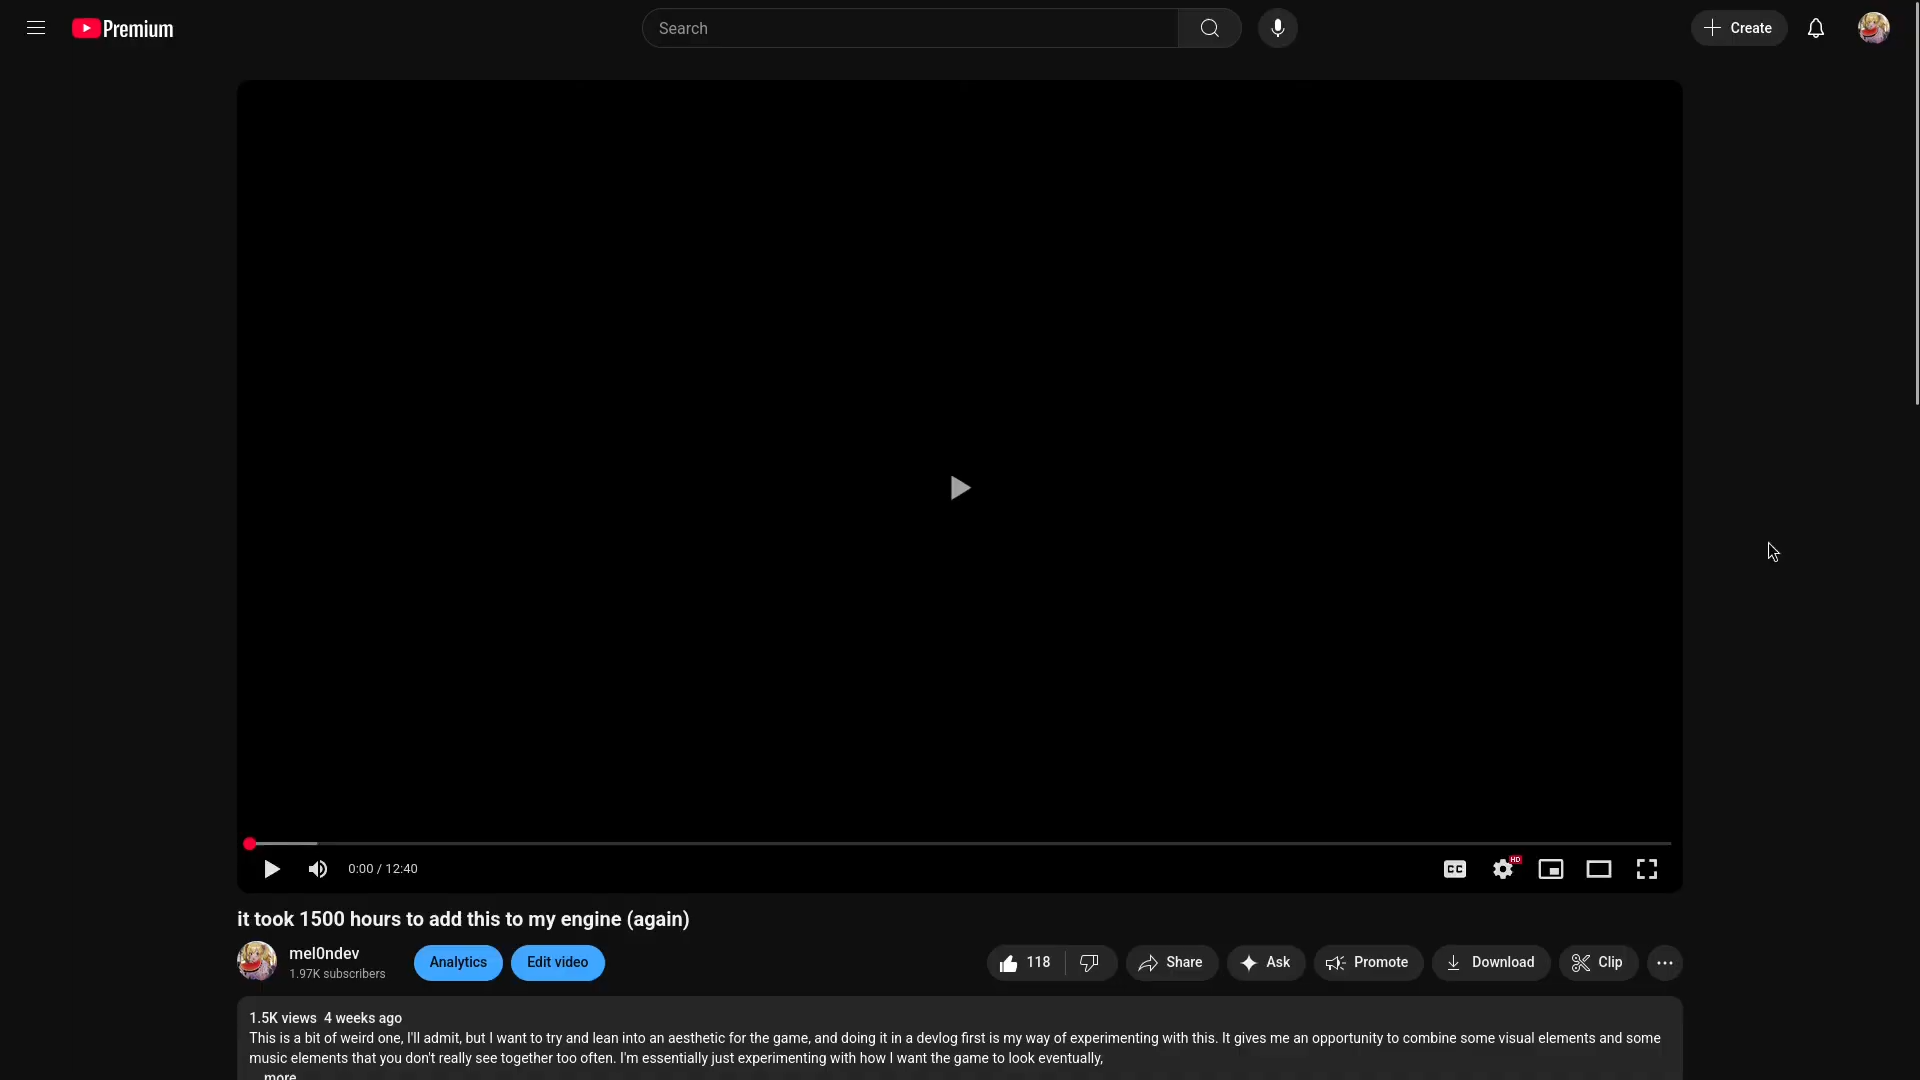 Premium
Search
Create
0:00 / 12:40
CC
HD
it took 1500 hours to add this to my engine (again)
mel0ndev
1.97K subscribers
Analytics
Edit video
118
Share
Ask
Promote
Download
Clip
1.5K views 4 weeks ago
This is a bit of weird one, I'll admit, but I want to try and lean into an aesthetic for the game, and doing it in a devlog first is my way of experimenting with this. It gives me an opportunity to combine some visual elements and some
music elements that you don't really see together too often. I'm essentially just experimenting with how I want the game to look eventually,
...more